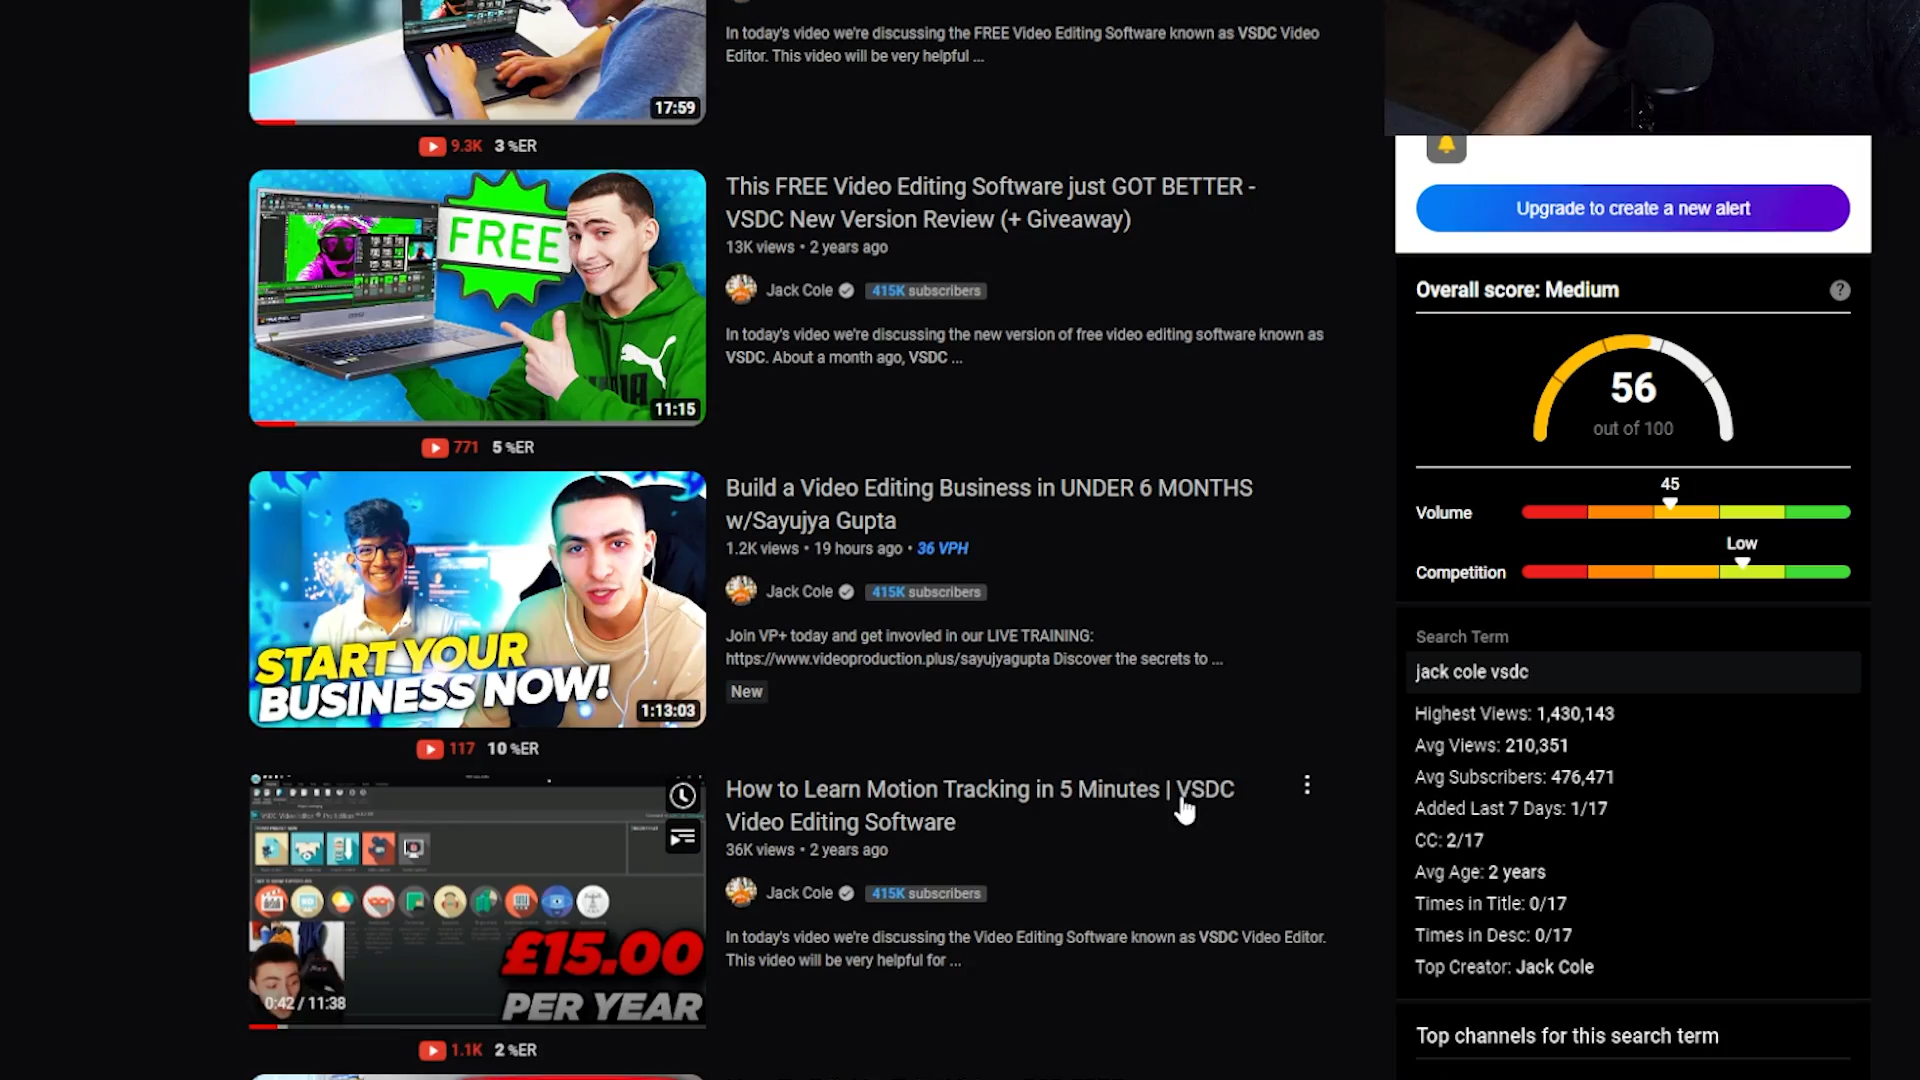 In today's video we're discussing the FREE Video Editing Software known as VSDC Video
Editor. This video will be very helpful ...
17:59
9.3K 3 %ER
FREE
11:15
This FREE Video Editing Software just GOT BETTER -
VSDC New Version Review (+ Giveaway)
13K views • 2 years ago
Jack Cole 415K subscribers
In today's video we're discussing the new version of free video editing software known as
VSDC. About a month ago, VSDC ...
771 5 %ER
START YOUR
BUSINESS NOW!
1:13:03
Build a Video Editing Business in UNDER 6 MONTHS
w/Sayujya Gupta
1.2K views • 19 hours ago • 36 VPH
Jack Cole 415K subscribers
Join VP+ today and get invovled in our LIVE TRAINING:
https://www.videoproduction.plus/sayujyagupta Discover the secrets to ...
New
117 10 %ER
£15.00
PER YEAR
0:42 / 11:38
How to Learn Motion Tracking in 5 Minutes | VSDC
Video Editing Software
36K views • 2 years ago
Jack Cole 415K subscribers
In today's video we're discussing the Video Editing Software known as VSDC Video Editor.
This video will be very helpful for ...
1.1K 2 %ER
Upgrade to create a new alert
Overall score: Medium ?
56
out of 100
45
Volume
Low
Competition
Search Term
jack cole vsdc
Highest Views: 1,430,143
Avg Views: 210,351
Avg Subscribers: 476,471
Added Last 7 Days: 1/17
CC: 2/17
Avg Age: 2 years
Times in Title: 0/17
Times in Desc: 0/17
Top Creator: Jack Cole
Top channels for this search term